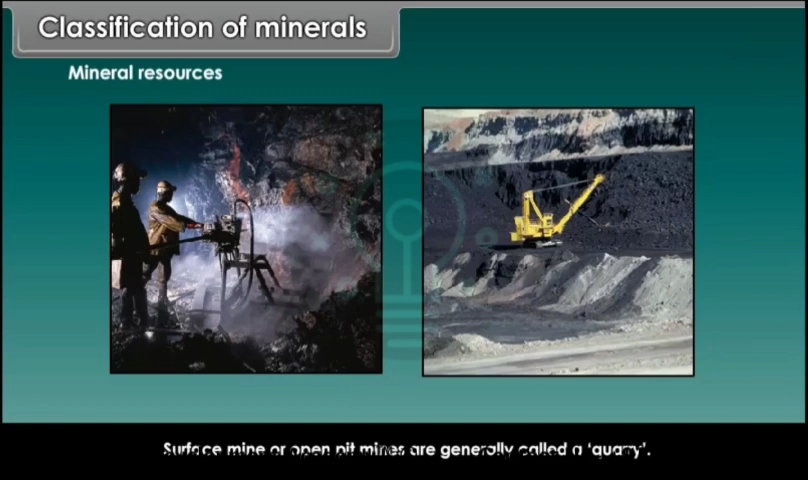 Classification of minerals
Mineral resources
Surface mine or open pit mines are generally called a ‘quarry’.